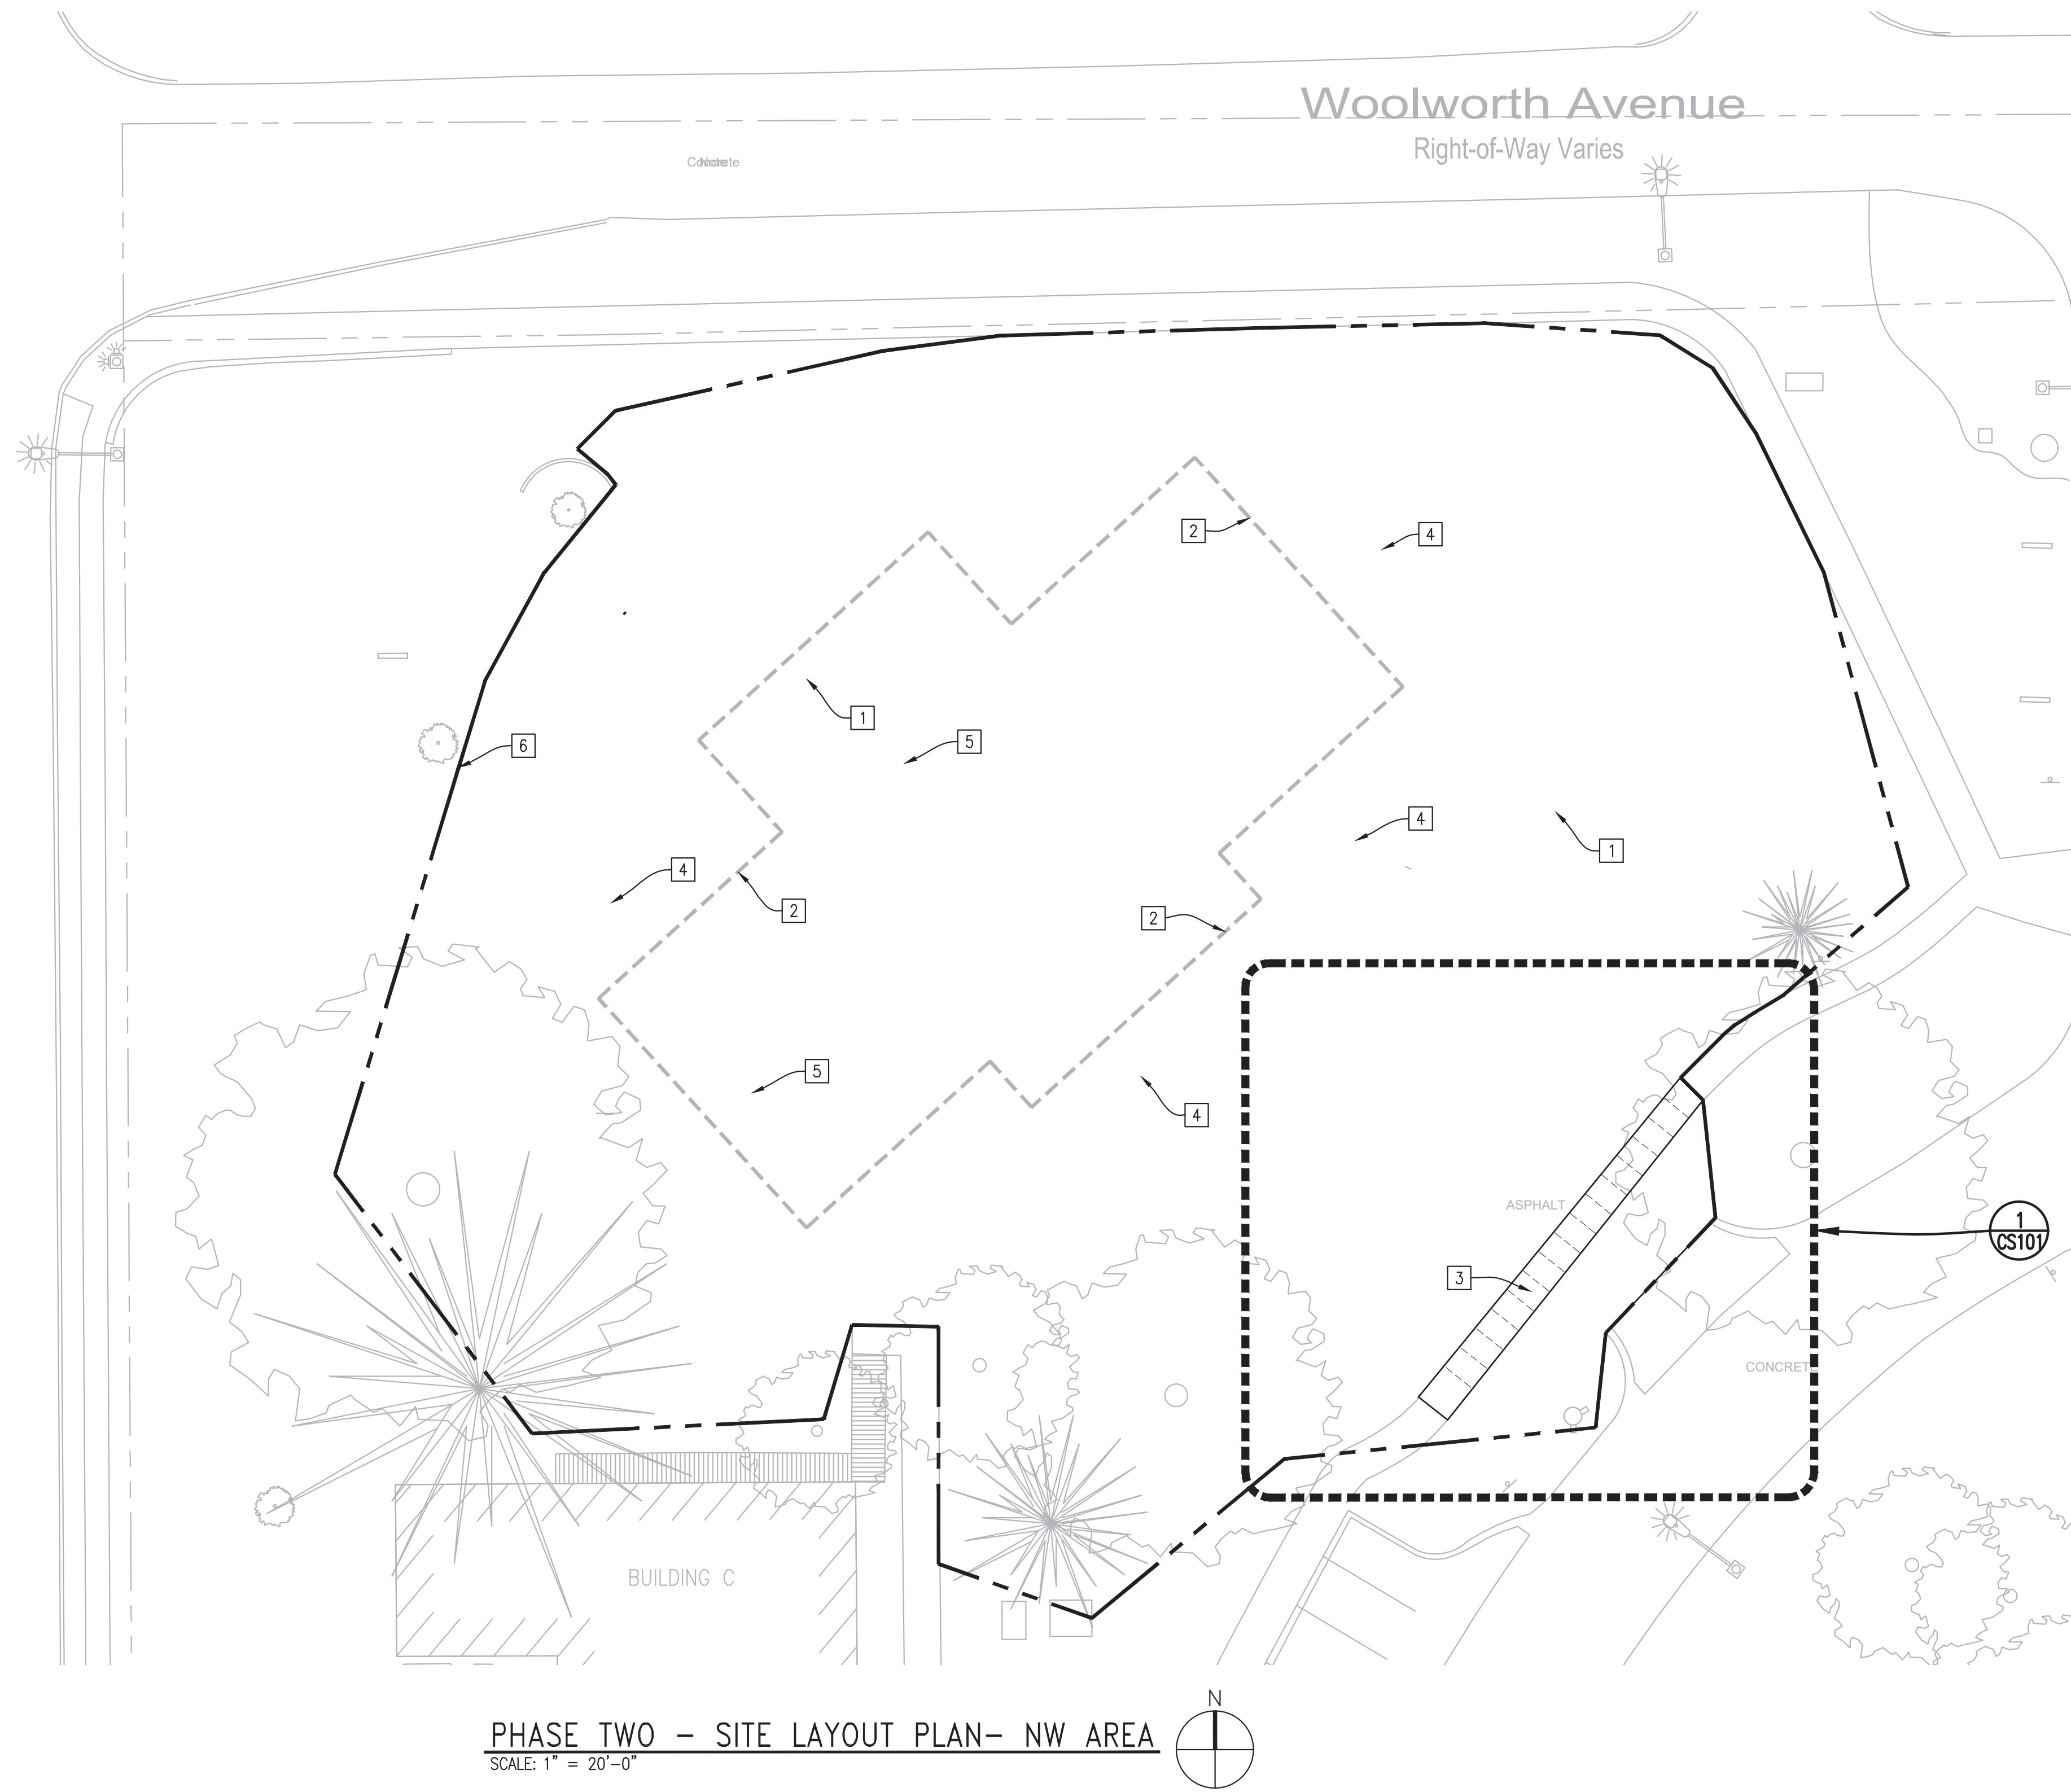 Woolworth Avenue
Right-of-Way Varies
2
4
1
5
6
4
1
4
2
2
5
4
ASPHALT
1
CS101
3
CONCRETE
BUILDING C
N
PHASE TWO - SITE LAYOUT PLAN- NW AREA
SCALE: 1" = 20'-0"